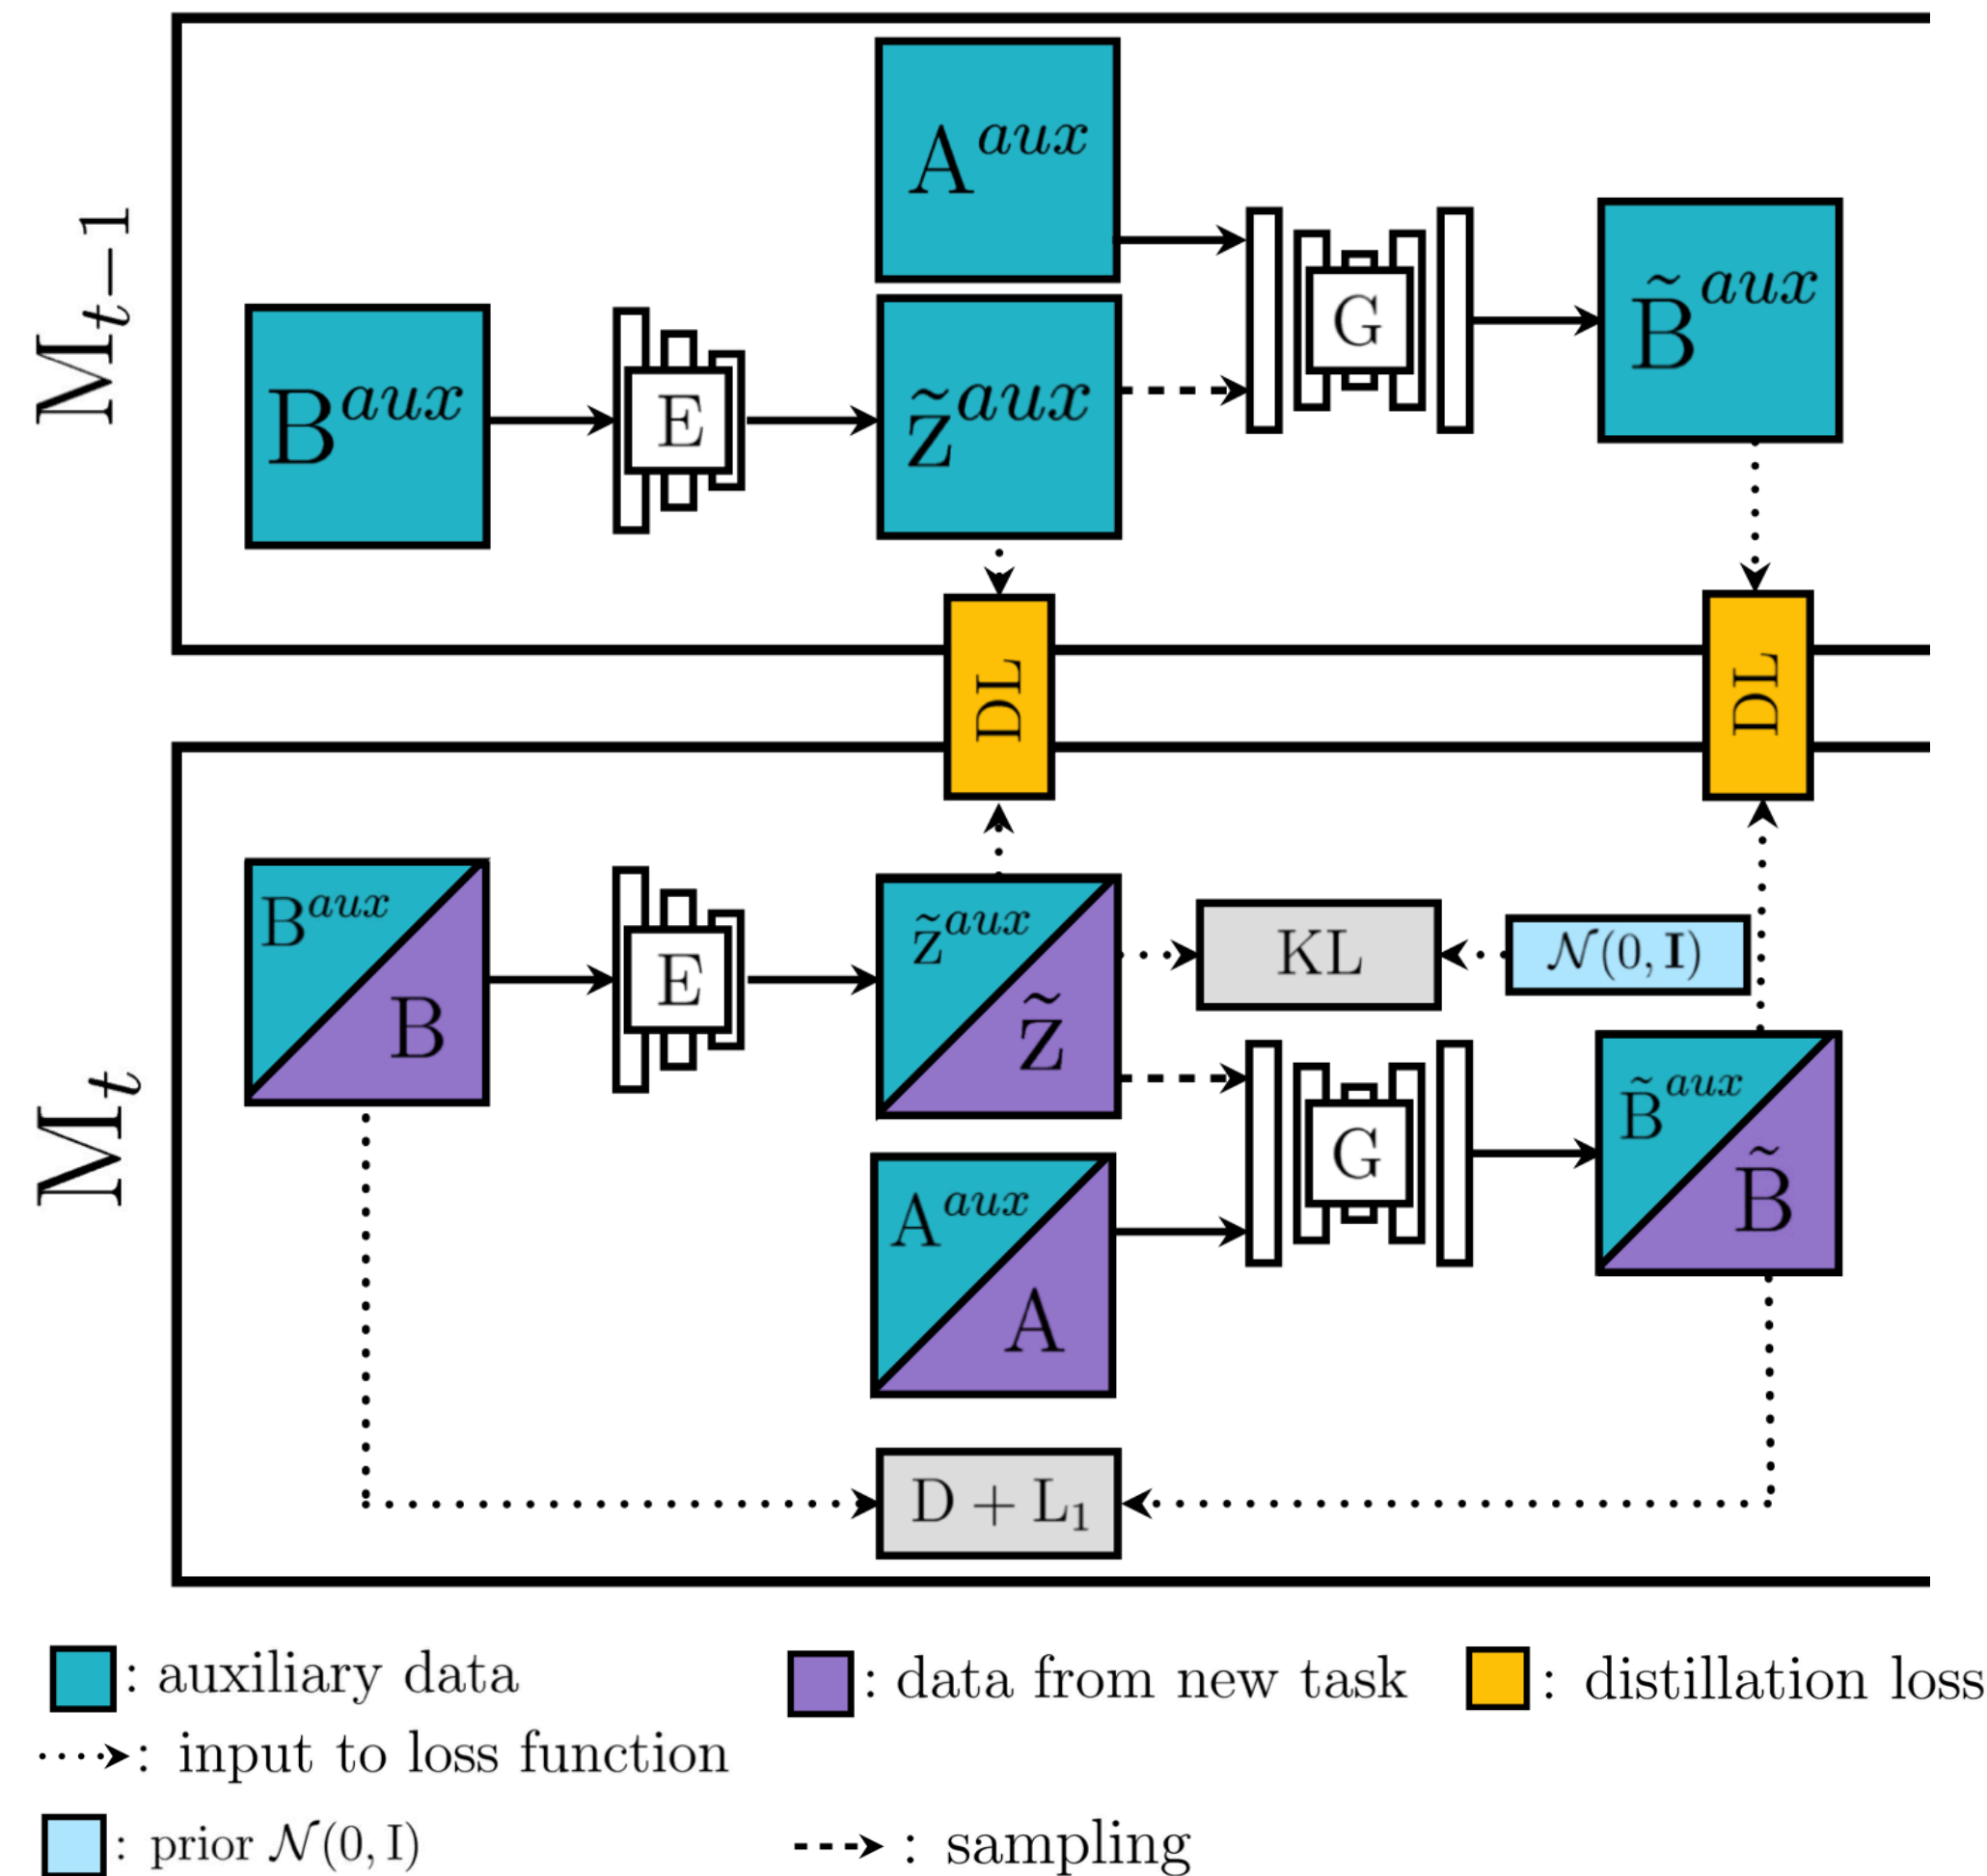 M_{t-1}
A^{aux}
B^{aux}
E
z̃^{aux}
G
B̃^{aux}
DL
DL
M_t
B^{aux}
B
E
z̃^{aux}
z̃
KL
𝒩(0, I)
A^{aux}
A
G
B̃^{aux}
B̃
D + L₁
: auxiliary data
: data from new task
: distillation loss
: input to loss function
: prior 𝒩(0, I)
: sampling